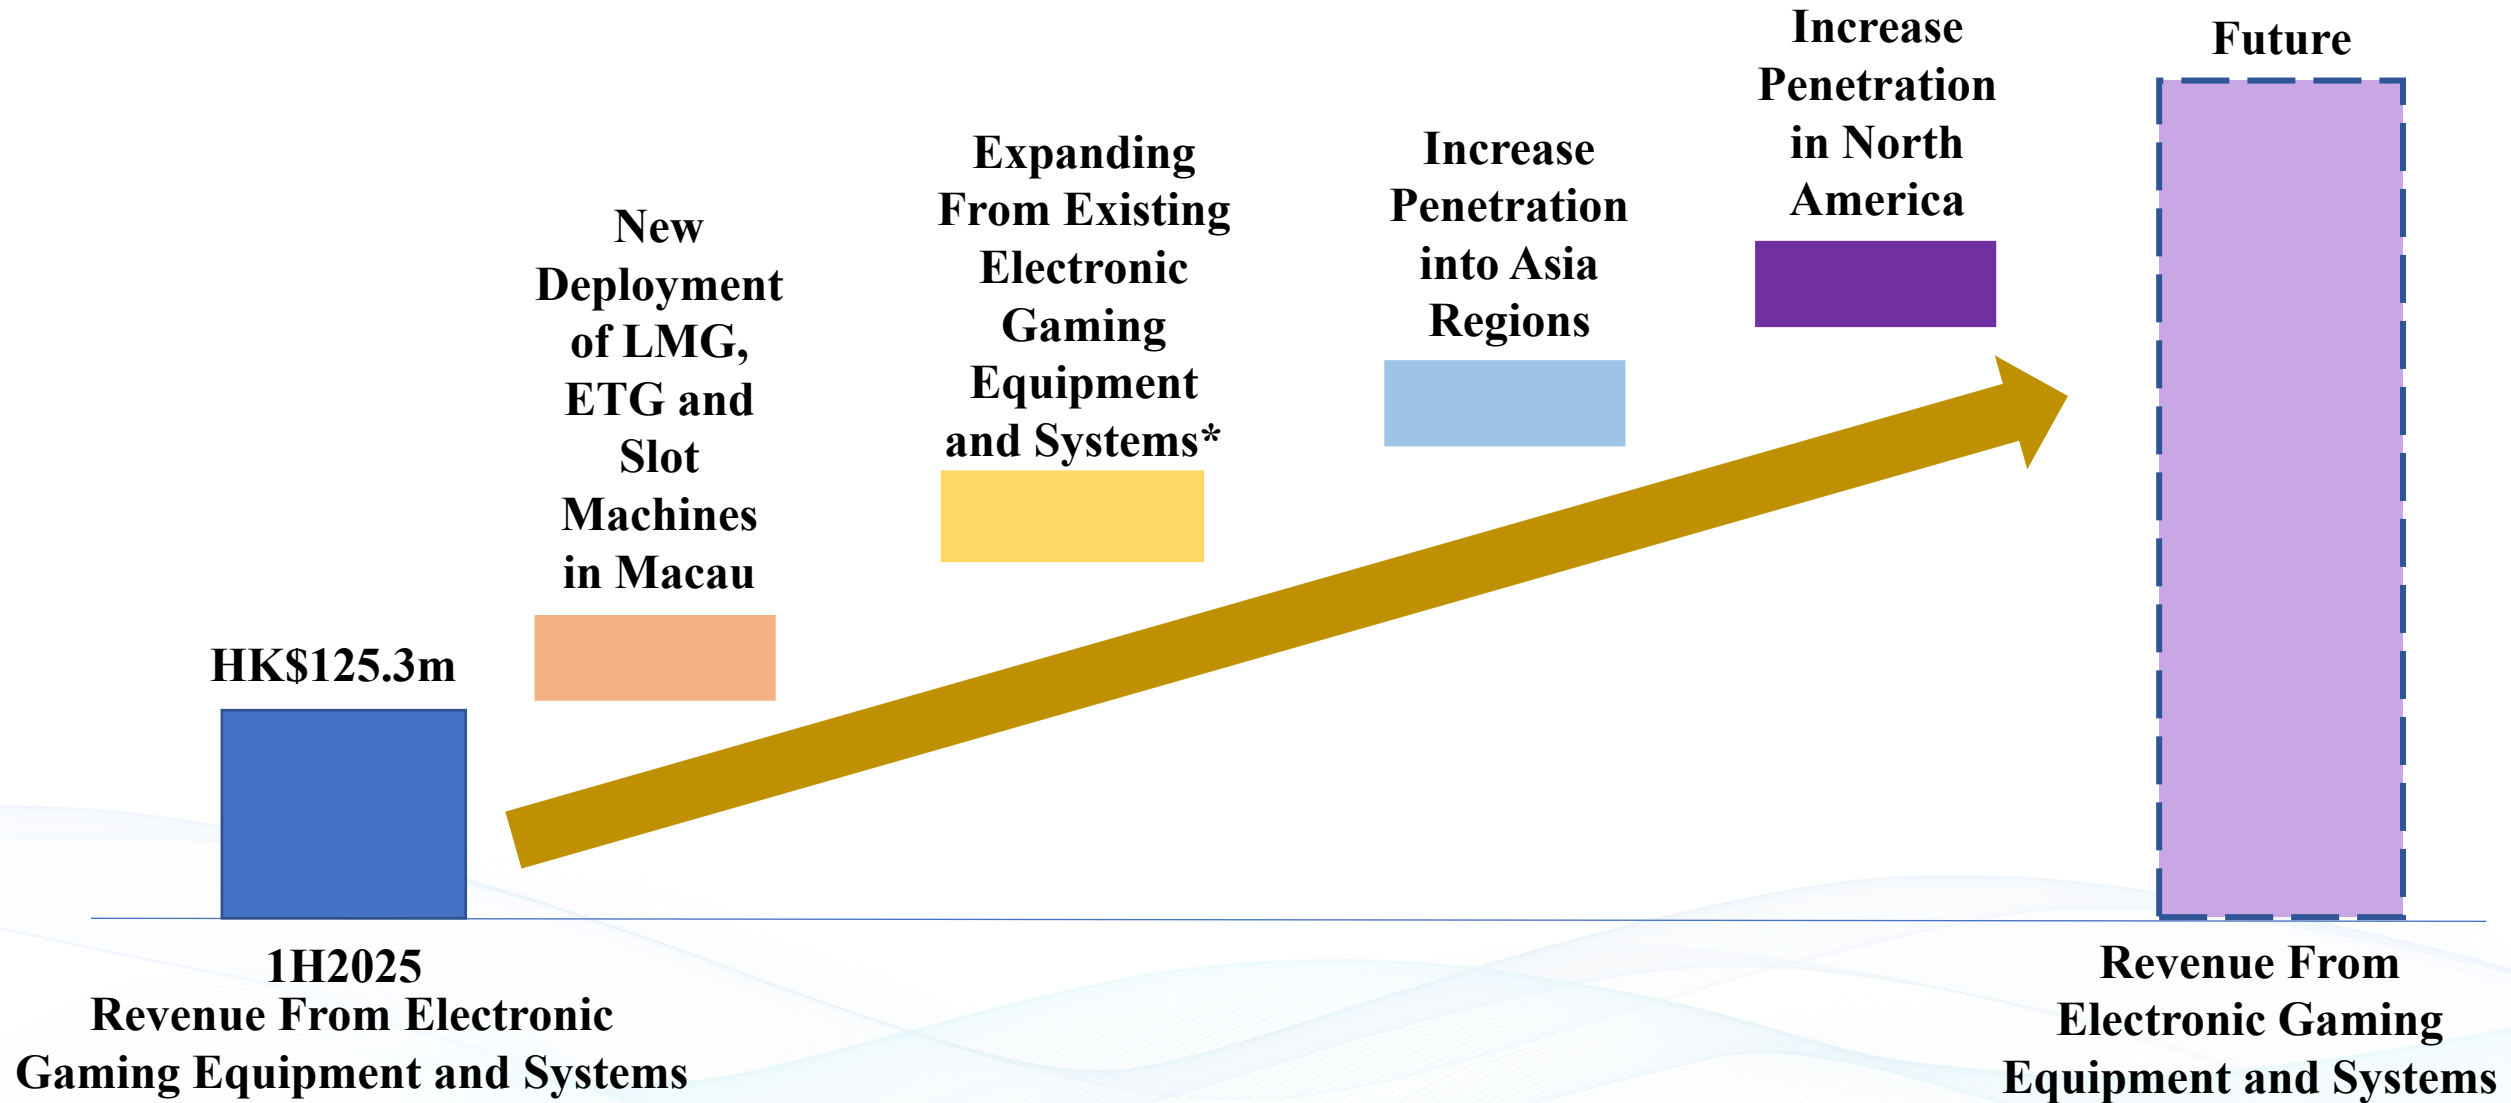 HK$125.3m
1H2025
Revenue From Electronic
Gaming Equipment and Systems
New
Deployment
of LMG,
ETG and
Slot
Machines
in Macau
Expanding
From Existing
Electronic
Gaming
Equipment
and Systems*
Increase
Penetration
into Asia
Regions
Increase
Penetration
in North
America
Future
Revenue From
Electronic Gaming
Equipment and Systems